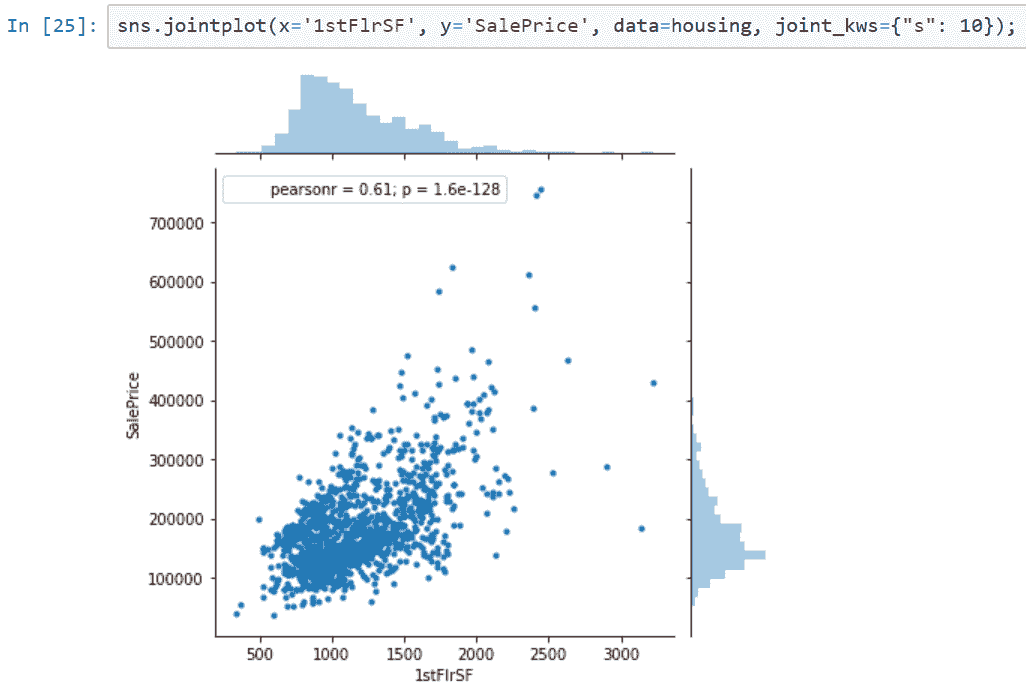 In [25]: sns.jointplot(x='1stFlrSF', y='SalePrice', data=housing, joint_kws={"s": 10});
pearsonr = 0.61; p = 1.6e-128
700000
600000
500000
400000
300000
200000
100000
SalePrice
500 1000 1500 2000 2500 3000
1stFlrSF